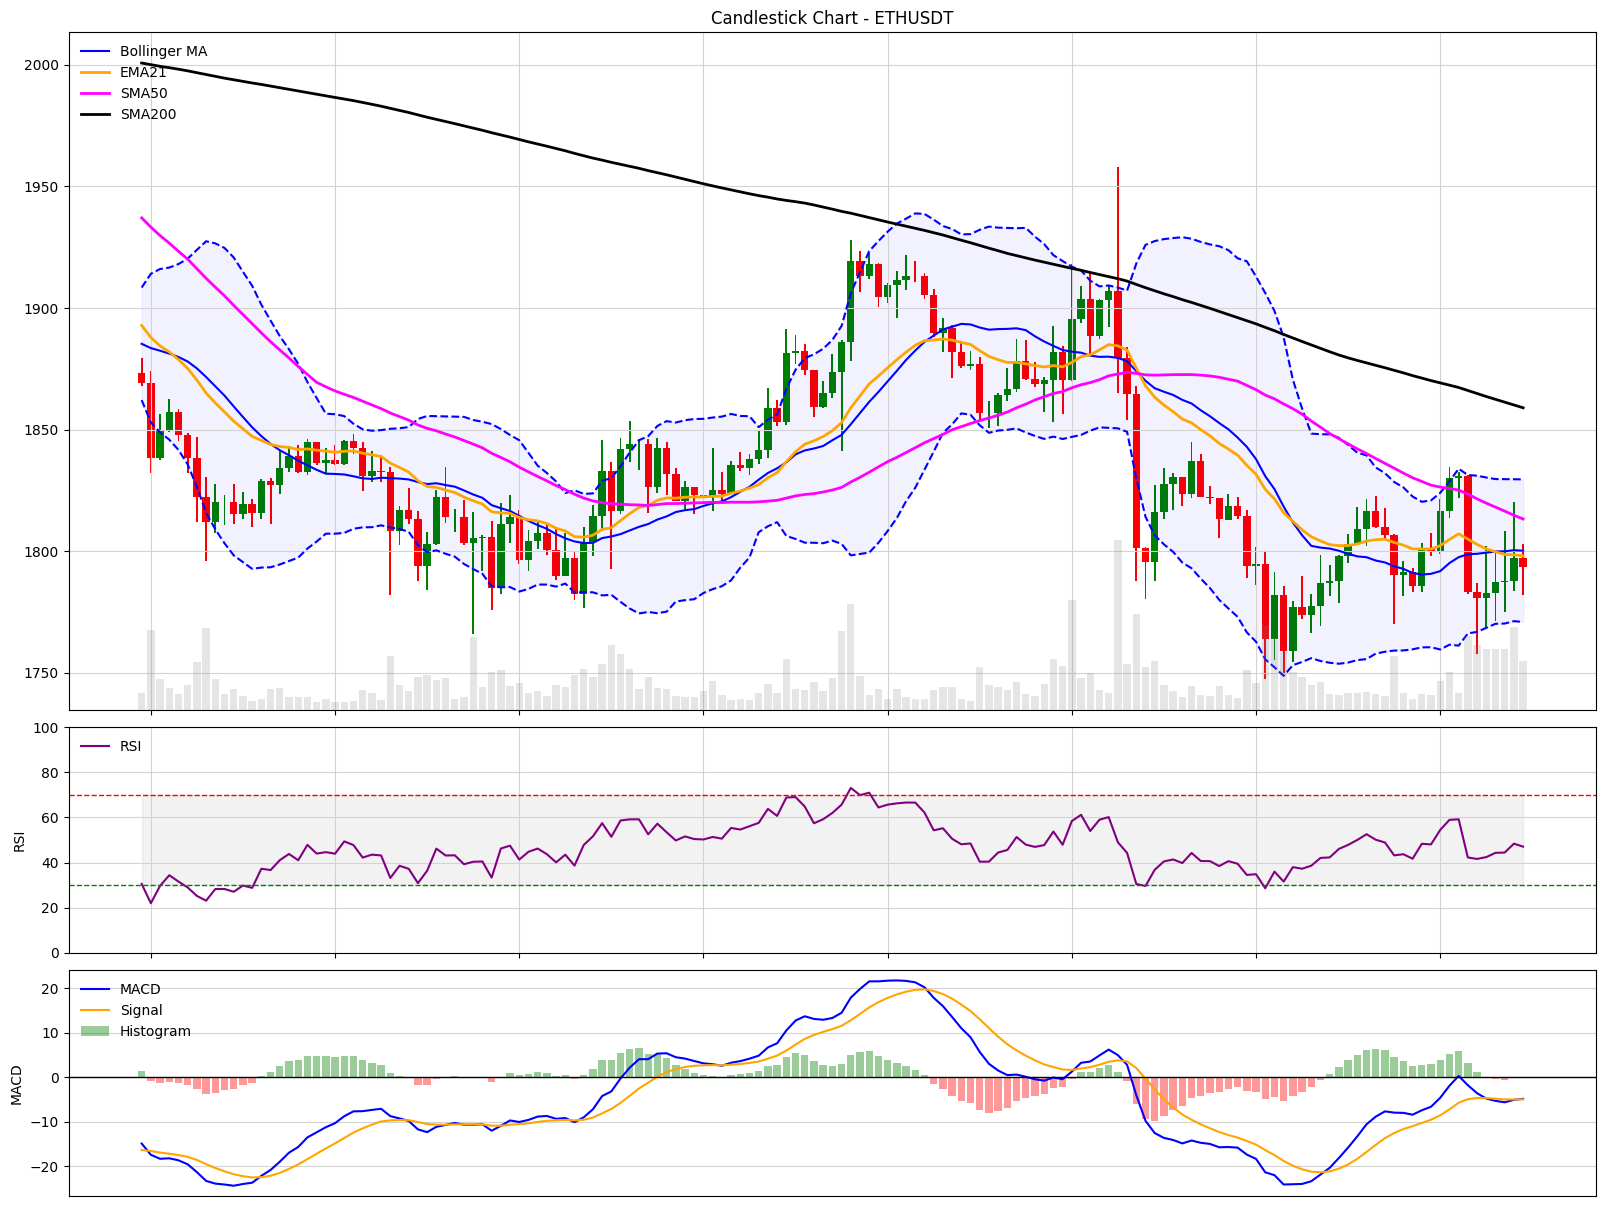 Candlestick Chart - ETHUSDT
Bollinger MA
EMA21
SMA50
SMA200
2000
1950
1900
1850
1800
1750
RSI
100
80
60
40
20
0
RSI
MACD
Signal
Histogram
20
10
0
−10
−20
MACD